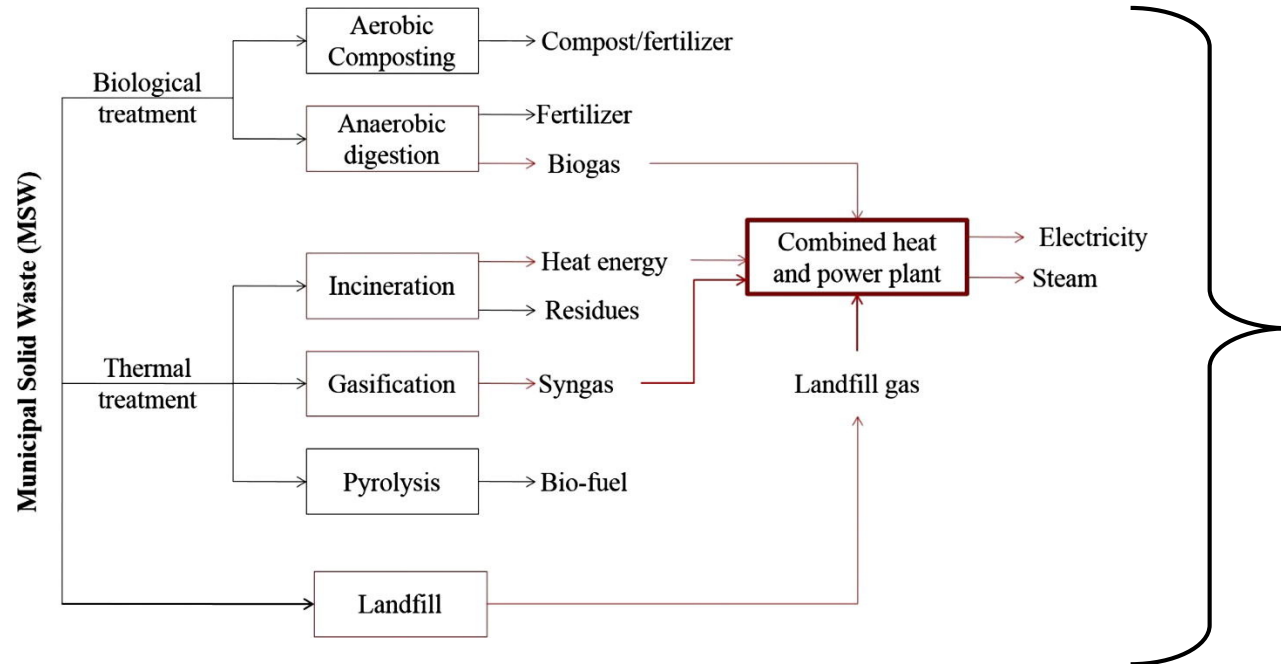 Municipal Solid Waste (MSW)
Biological
treatment
Aerobic
Composting
Compost/fertilizer
Anaerobic
digestion
Fertilizer
Biogas
Thermal
treatment
Incineration
Heat energy
Residues
Gasification
Syngas
Pyrolysis
Bio-fuel
Landfill
Landfill gas
Combined heat
and power plant
Electricity
Steam